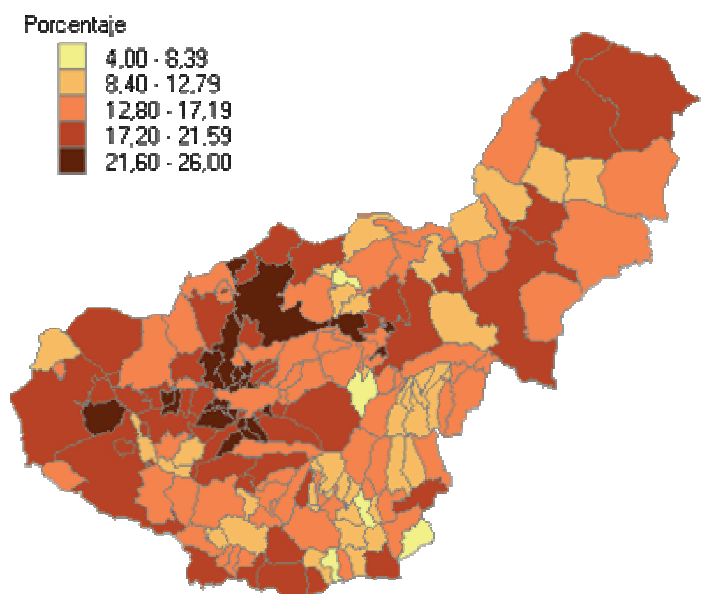 Porcentaje
4,00 - 8,39
8.40 - 12,79
12,80 - 17,19
17,20 - 21.59
21,60 - 26,00